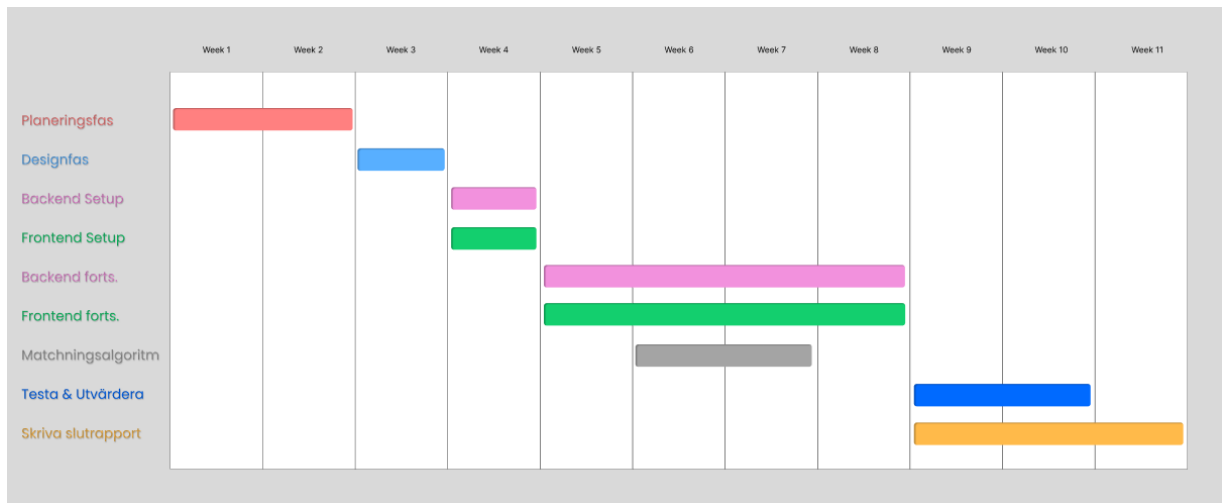 Week 1 Week 2 Week 3 Week 4 Week 5 Week 6 Week 7 Week 8 Week 9 Week 10 Week 11
Planeringsfas
Designfas
Backend Setup
Frontend Setup
Backend forts.
Frontend forts.
Matchningsalgoritm
Testa & Utvärdera
Skriva slutrapport